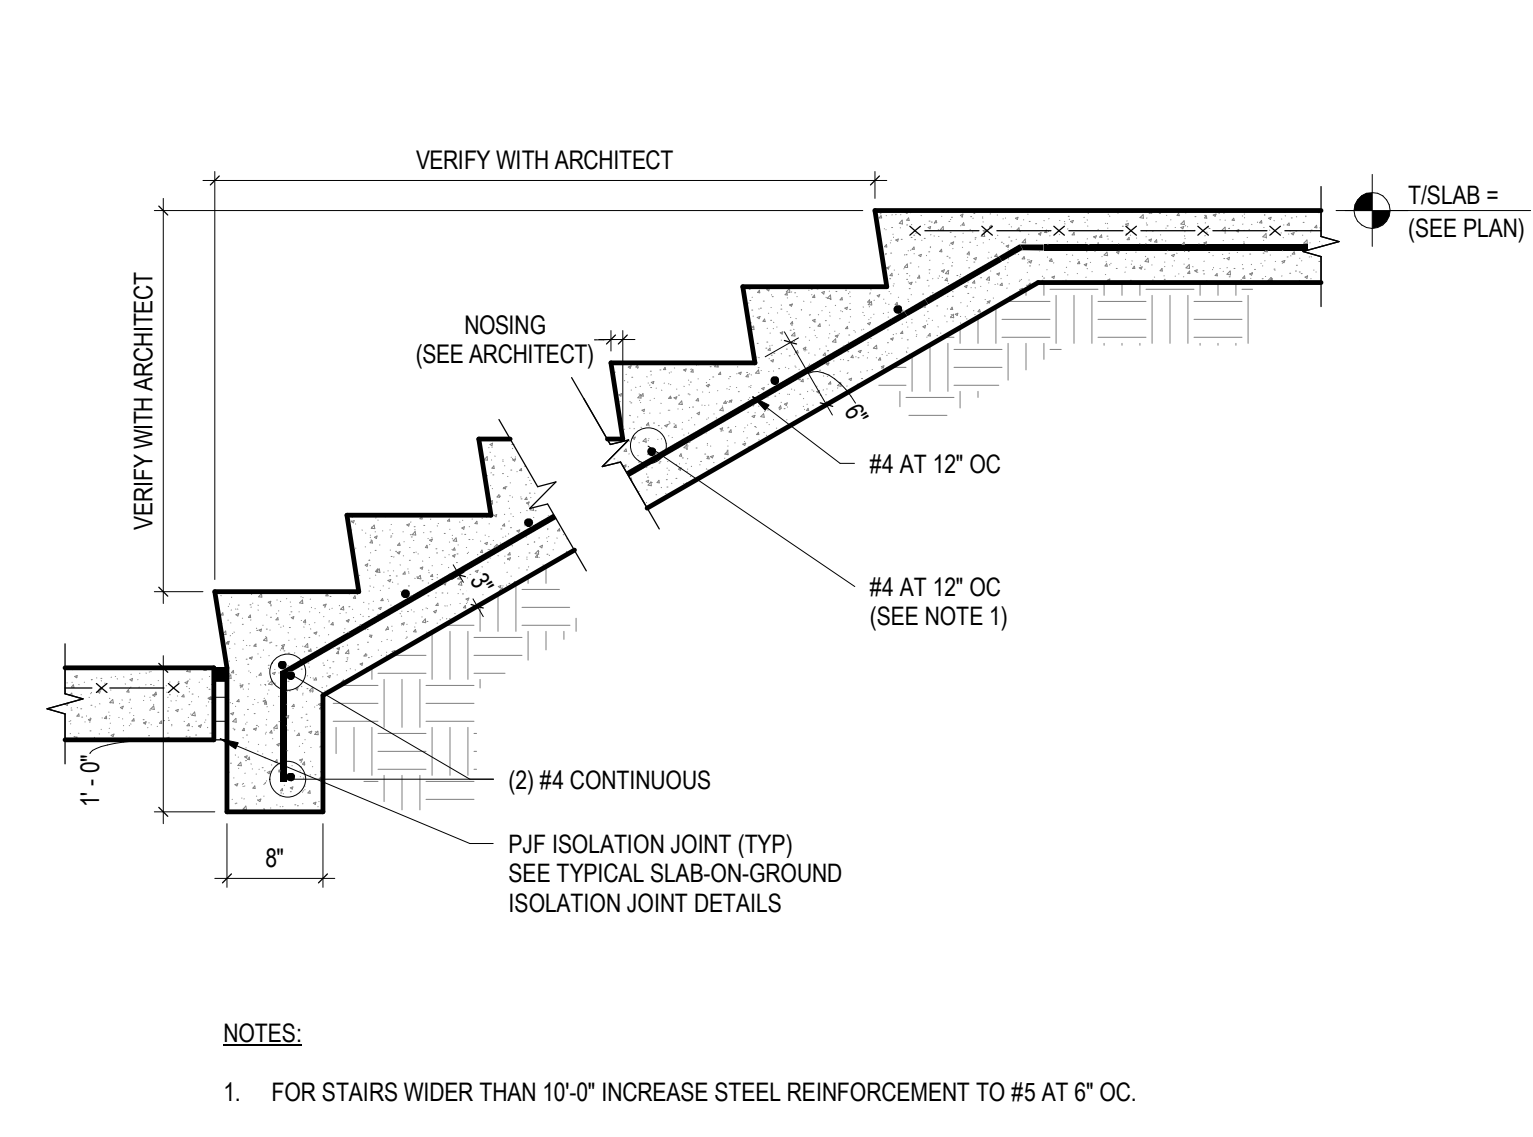 VERIFY WITH ARCHITECT
T/SLAB =
(SEE PLAN)
VERIFY WITH ARCHITECT
NOSING
(SEE ARCHITECT)
6"
#4 AT 12" OC
3"
#4 AT 12" OC
(SEE NOTE 1)
1' - 0"
(2) #4 CONTINUOUS
8"
PJF ISOLATION JOINT (TYP)
SEE TYPICAL SLAB-ON-GROUND
ISOLATION JOINT DETAILS
NOTES:
1. FOR STAIRS WIDER THAN 10'-0" INCREASE STEEL REINFORCEMENT TO #5 AT 6" OC.